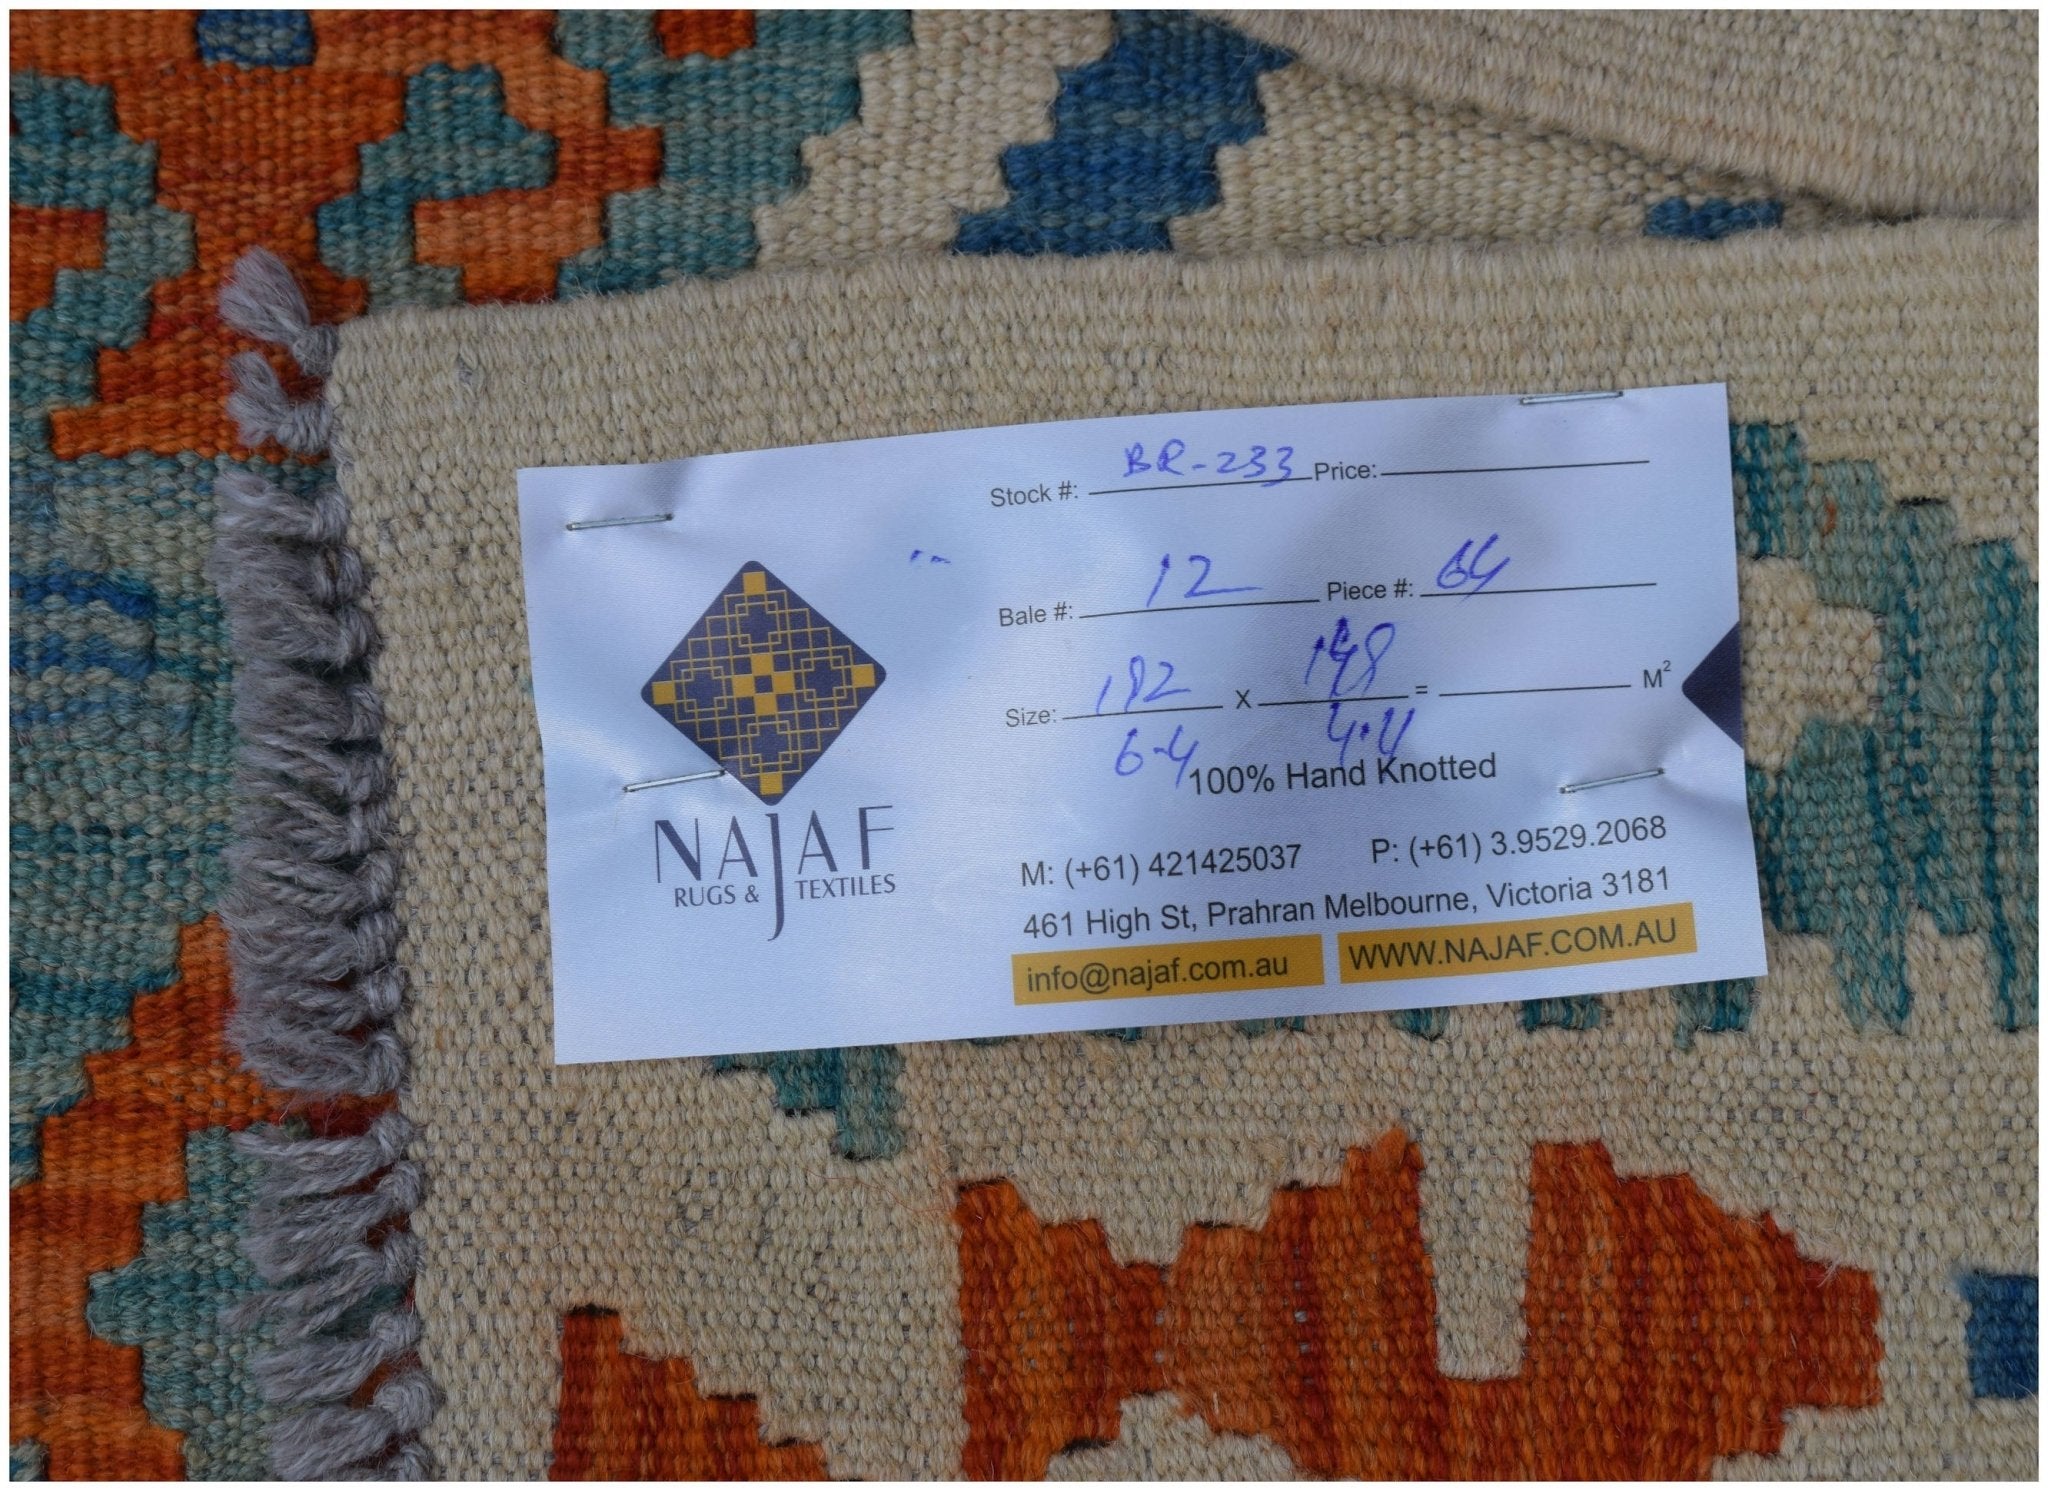 Stock #: BR-233 Price:
Bale #: 12 Piece #: 64
Size: 192 X = M²
6-4 4.4
100% Hand Knotted
NAJAF
RUGS & TEXTILES
M: (+61) 421425037 P: (+61) 3.9529.2068
461 High St, Prahran Melbourne, Victoria 3181
info@najaf.com.au WWW.NAJAF.COM.AU